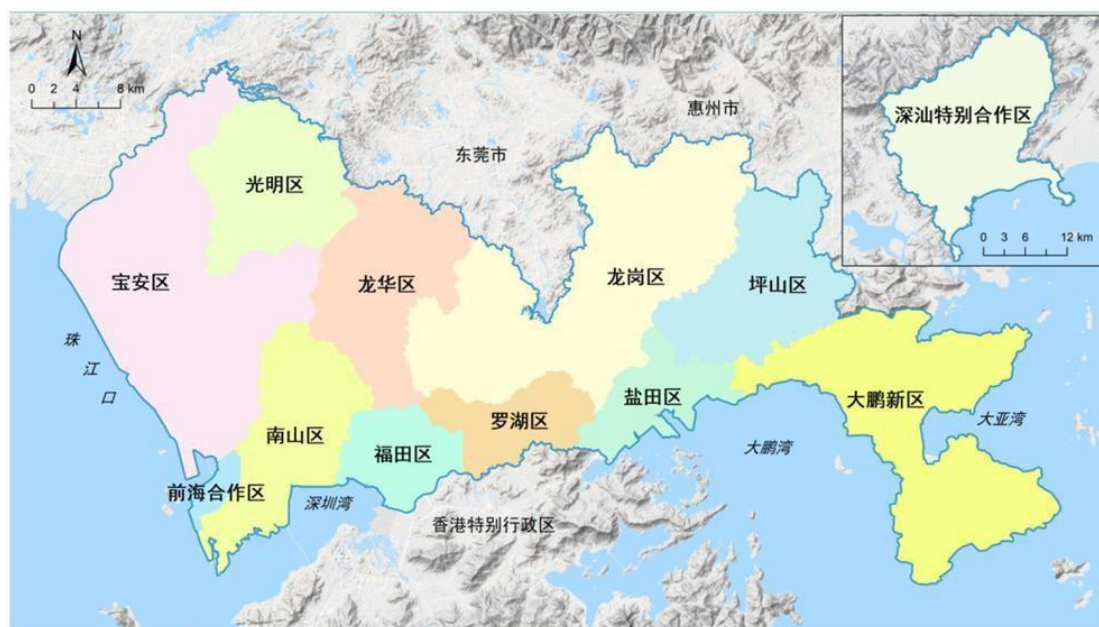 N
0 4 8 km
惠州市
东莞市
深汕特别合作区
光明区
0 3 6 12 km
宝安区
龙华区
龙岗区
坪山区
珠江口
南山区
福田区
罗湖区
盐田区
大鹏新区
大亚湾
大鹏湾
前海合作区
深圳湾
香港特别行政区